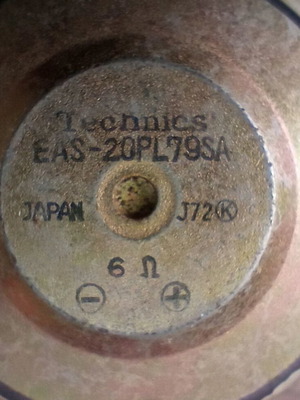 Technics
EAS-20PL79SA
JAPAN J72Ⓚ
6 Ω
⊖ ⊕